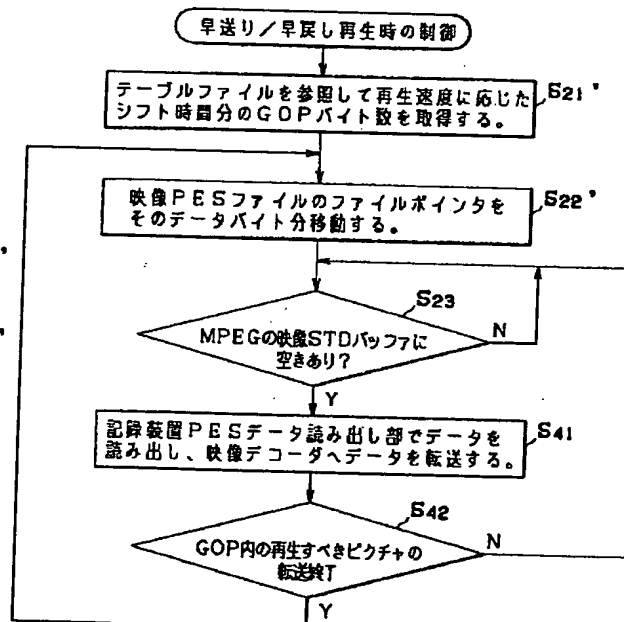 早送り／早戻し再生時の制御
テーブルファイルを参照して再生速度に応じた
シフト時間分のGOPバイト数を取得する。
S21'
映像PESファイルのファイルポインタを
そのデータバイト分移動する。
S22'
S23
MPEGの映像STDバッファに
空きあり？
N
Y
記録装置PESデータ読み出し部でデータを
読み出し、映像デコーダへデータを転送する。
S41
S42
GOP内の再生すべきピクチャの
転送終了
N
Y